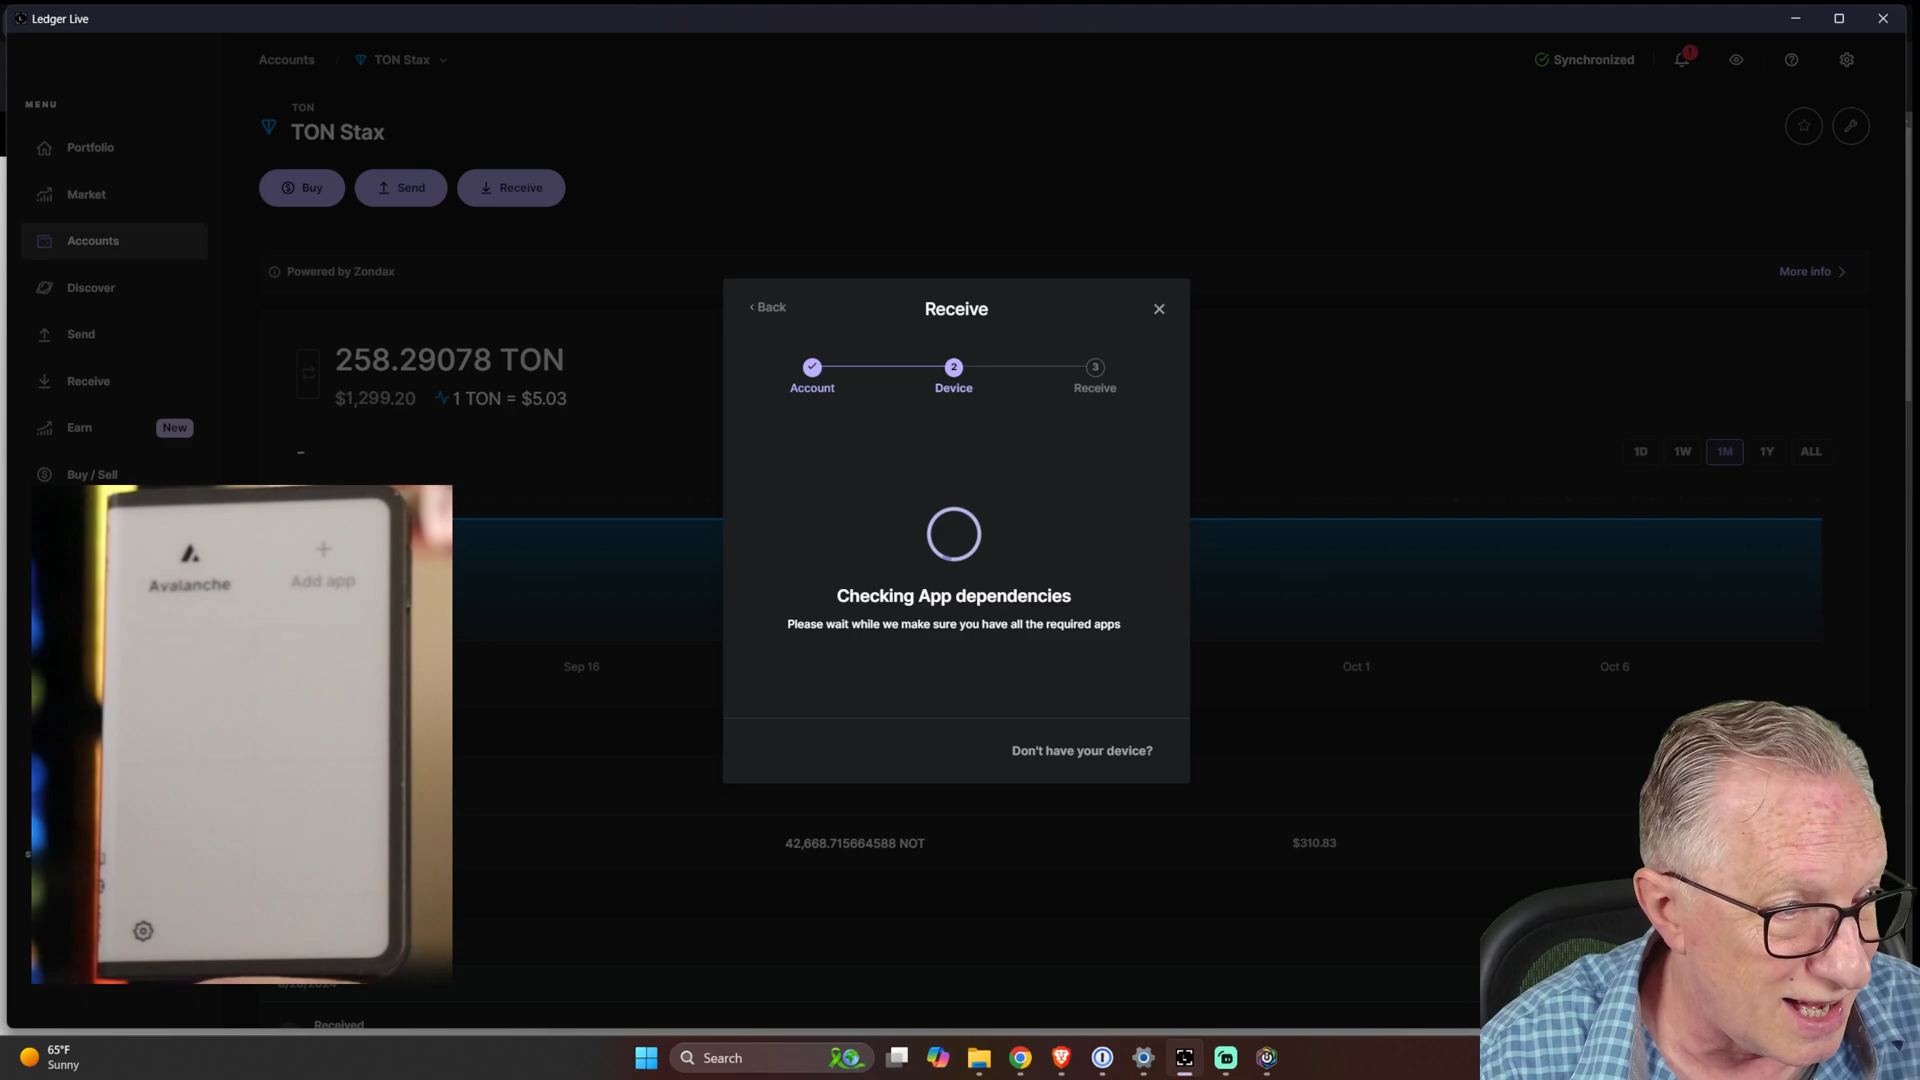 Ledger Live
Accounts
TON Stax
Synchronized
1
MENU
TON
TON Stax
Portfolio
Market
Accounts
Discover
Send
Receive
Earn
New
Buy / Sell
Buy
Send
Receive
Powered by Zondax
More info
258.29078 TON
$1,299.20
1 TON = $5.03
-
1D
1W
1M
1Y
ALL
Back
Receive
2
3
Account
Device
Receive
Checking App dependencies
Please wait while we make sure you have all the required apps
Don't have your device?
Avalanche
Add app
Sep 16
Oct 1
Oct 6
42,668.715664588 NOT
$310.83
Received
65°F
Sunny
Search